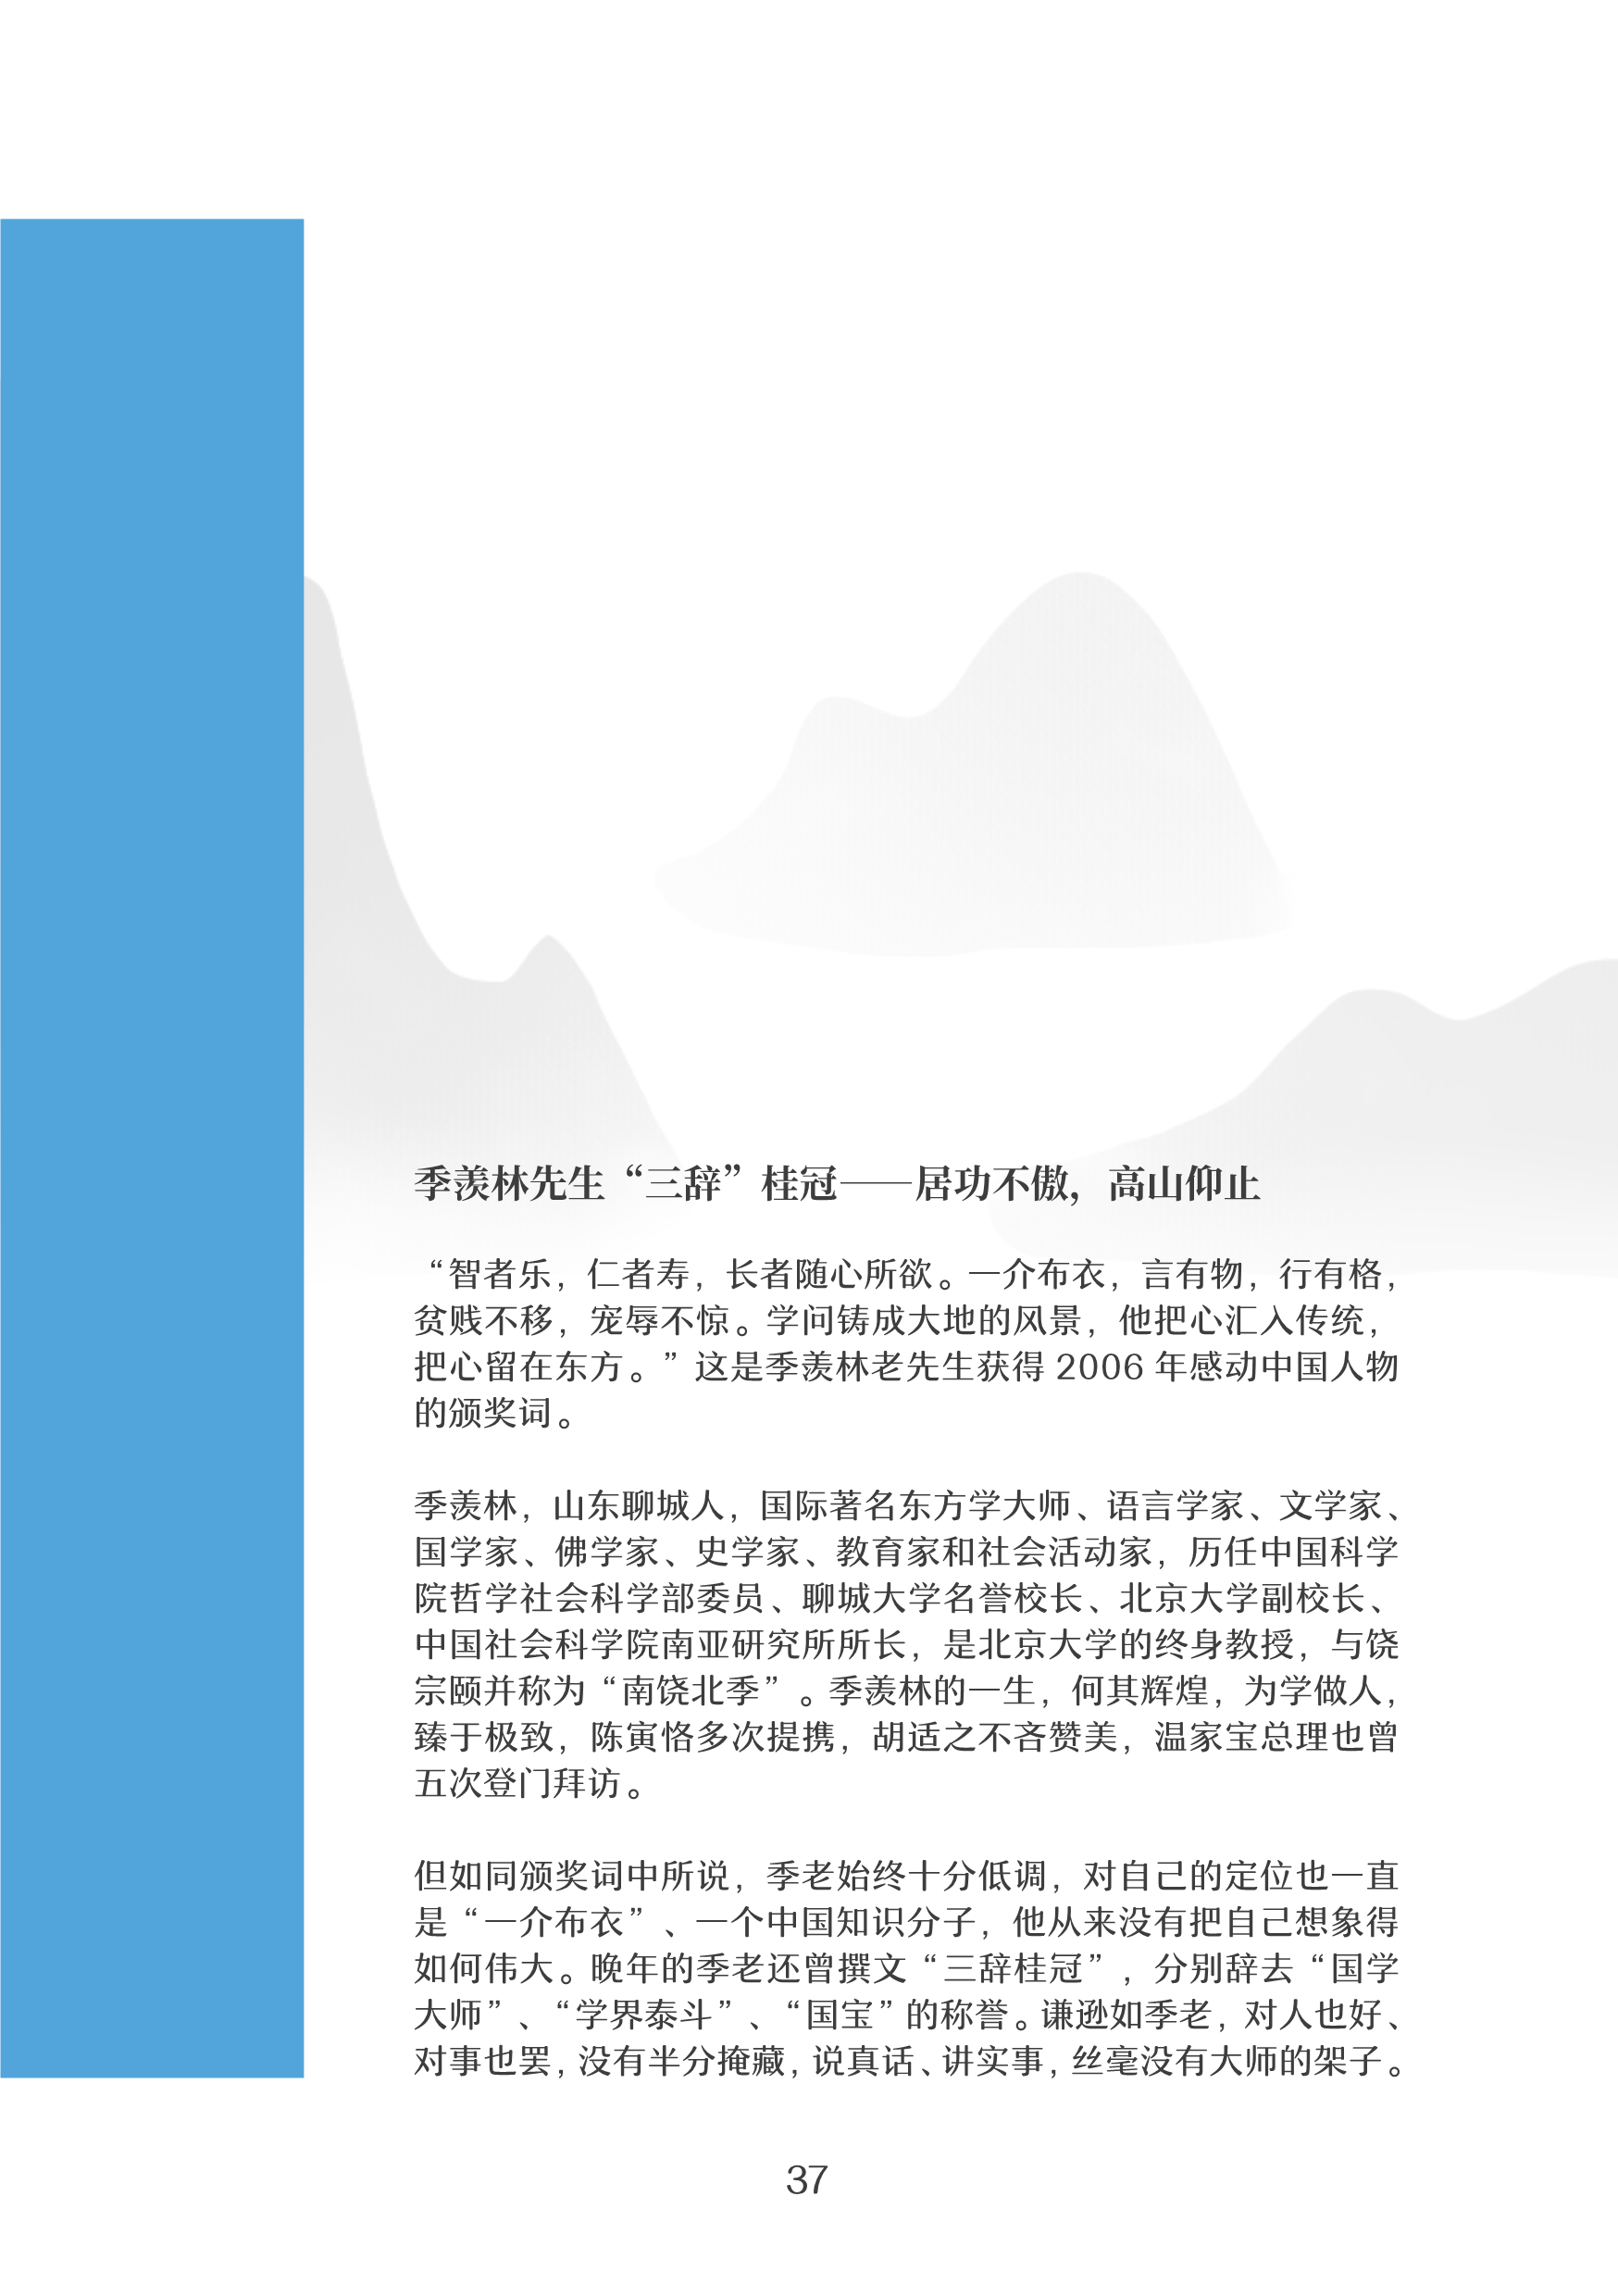 季羡林先生“三辞”桂冠——居功不傲，高山仰止
“智者乐，仁者寿，长者随心所欲。一介布衣，言有物，行有格，
贫贱不移，宠辱不惊。学问铸成大地的风景，他把心汇入传统，
把心留在东方。”这是季羡林老先生获得 2006 年感动中国人物
的颁奖词。
季羡林，山东聊城人，国际著名东方学大师、语言学家、文学家、
国学家、佛学家、史学家、教育家和社会活动家，历任中国科学
院哲学社会科学部委员、聊城大学名誉校长、北京大学副校长、
中国社会科学院南亚研究所所长，是北京大学的终身教授，与饶
宗颐并称为“南饶北季”。季羡林的一生，何其辉煌，为学做人，
臻于极致，陈寅恪多次提携，胡适之不吝赞美，温家宝总理也曾
五次登门拜访。
但如同颁奖词中所说，季老始终十分低调，对自己的定位也一直
是“一介布衣”、一个中国知识分子，他从来没有把自己想象得
如何伟大。晚年的季老还曾撰文“三辞桂冠”，分别辞去“国学
大师”、“学界泰斗”、“国宝”的称誉。谦逊如季老，对人也好、
对事也罢，没有半分掩藏，说真话、讲实事，丝毫没有大师的架子。
37